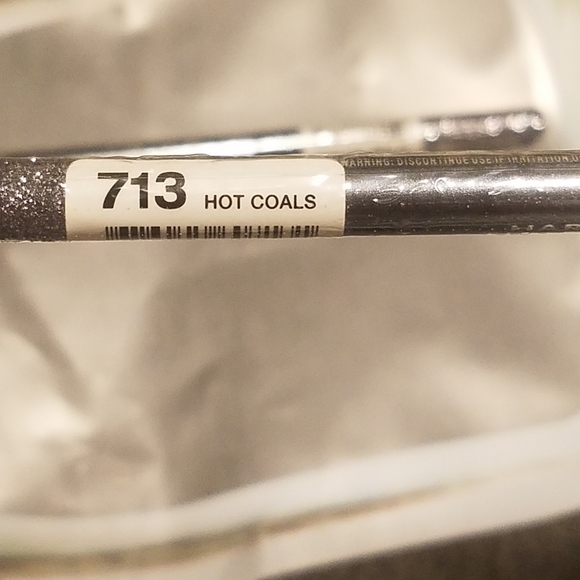 713 HOT COALS
WARNING: DISCONTINUE USE IF IRRITATION